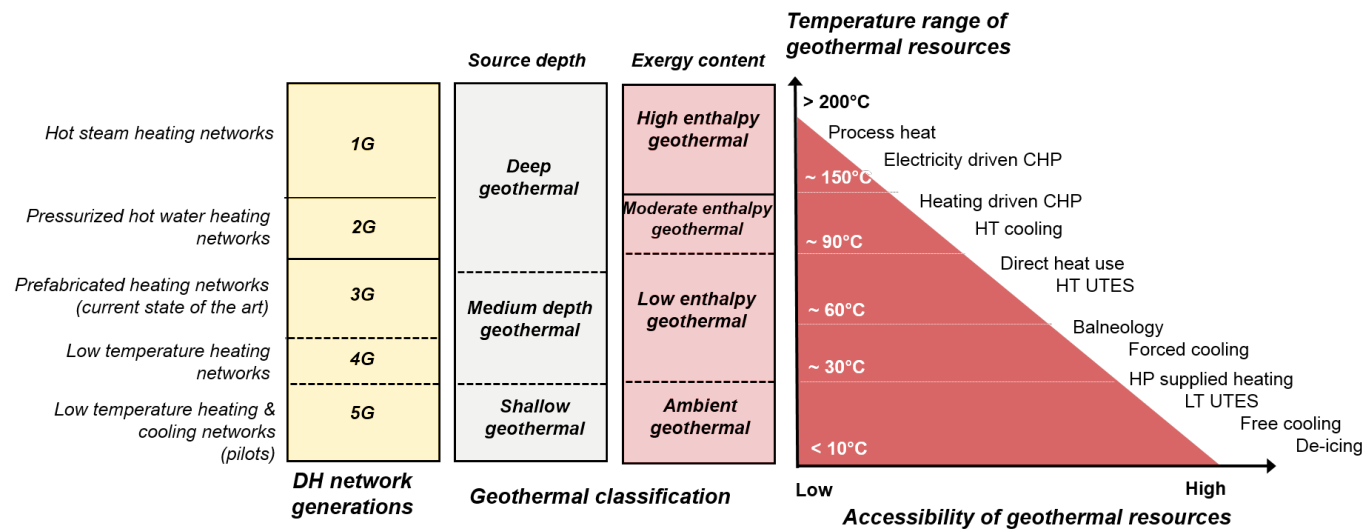 Temperature range of
geothermal resources
Source depth
Exergy content
Hot steam heating networks
Pressurized hot water heating
networks
Prefabricated heating networks
(current state of the art)
Low temperature heating
networks
Low temperature heating &
cooling networks
(pilots)
1G
2G
3G
4G
5G
DH network
generations
Deep
geothermal
Medium depth
geothermal
Shallow
geothermal
High enthalpy
geothermal
Moderate enthalpy
geothermal
Low enthalpy
geothermal
Ambient
geothermal
Geothermal classification
> 200°C
~ 150°C
~ 90°C
~ 60°C
~ 30°C
< 10°C
Process heat
Electricity driven CHP
Heating driven CHP
HT cooling
Direct heat use
HT UTES
Balneology
Forced cooling
HP supplied heating
LT UTES
Free cooling
De-icing
Low
High
Accessibility of geothermal resources